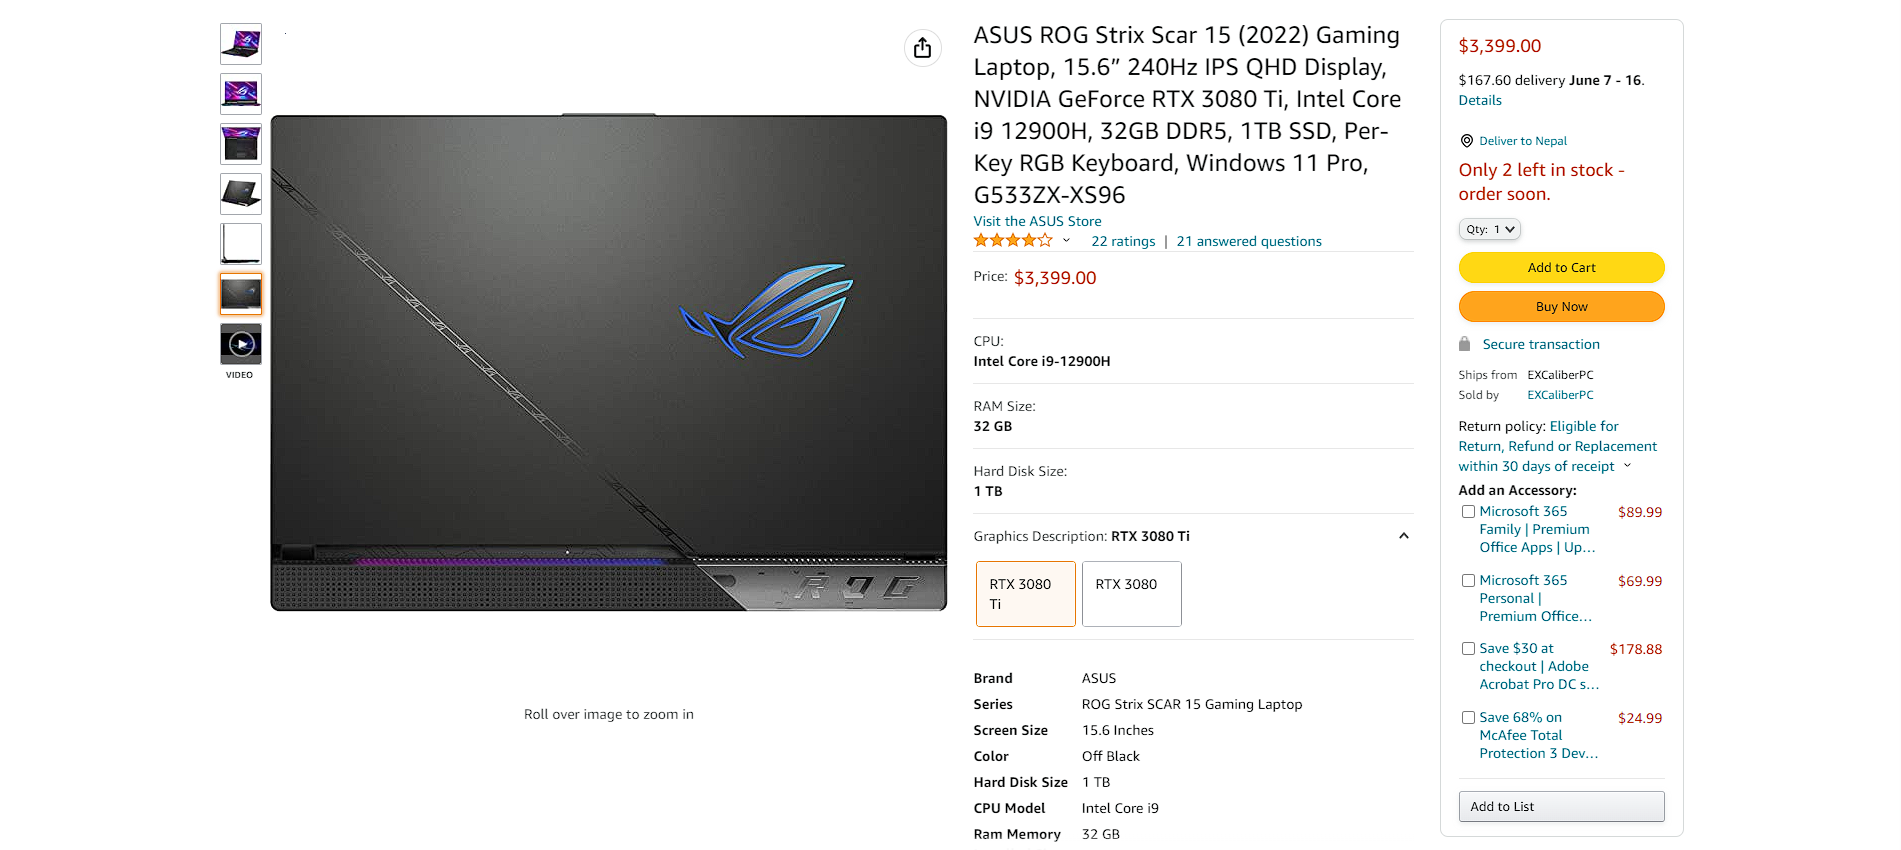 VIDEO
ROG
Roll over image to zoom in
ASUS ROG Strix Scar 15 (2022) Gaming
Laptop, 15.6” 240Hz IPS QHD Display,
NVIDIA GeForce RTX 3080 Ti, Intel Core
i9 12900H, 32GB DDR5, 1TB SSD, Per-
Key RGB Keyboard, Windows 11 Pro,
G533ZX-XS96
Visit the ASUS Store
22 ratings | 21 answered questions
Price: $3,399.00
CPU:
Intel Core i9-12900H
RAM Size:
32 GB
Hard Disk Size:
1 TB
Graphics Description: RTX 3080 Ti
RTX 3080
Ti
RTX 3080
Brand ASUS
Series ROG Strix SCAR 15 Gaming Laptop
Screen Size 15.6 Inches
Color Off Black
Hard Disk Size 1 TB
CPU Model Intel Core i9
Ram Memory 32 GB
$3,399.00
$167.60 delivery June 7 - 16.
Details
Deliver to Nepal
Only 2 left in stock -
order soon.
Qty: 1
Add to Cart
Buy Now
Secure transaction
Ships from EXCaliberPC
Sold by EXCaliberPC
Return policy: Eligible for
Return, Refund or Replacement
within 30 days of receipt
Add an Accessory:
Microsoft 365 $89.99
Family | Premium
Office Apps | Up...
Microsoft 365 $69.99
Personal |
Premium Office...
Save $30 at $178.88
checkout | Adobe
Acrobat Pro DC s...
Save 68% on $24.99
McAfee Total
Protection 3 Dev...
Add to List